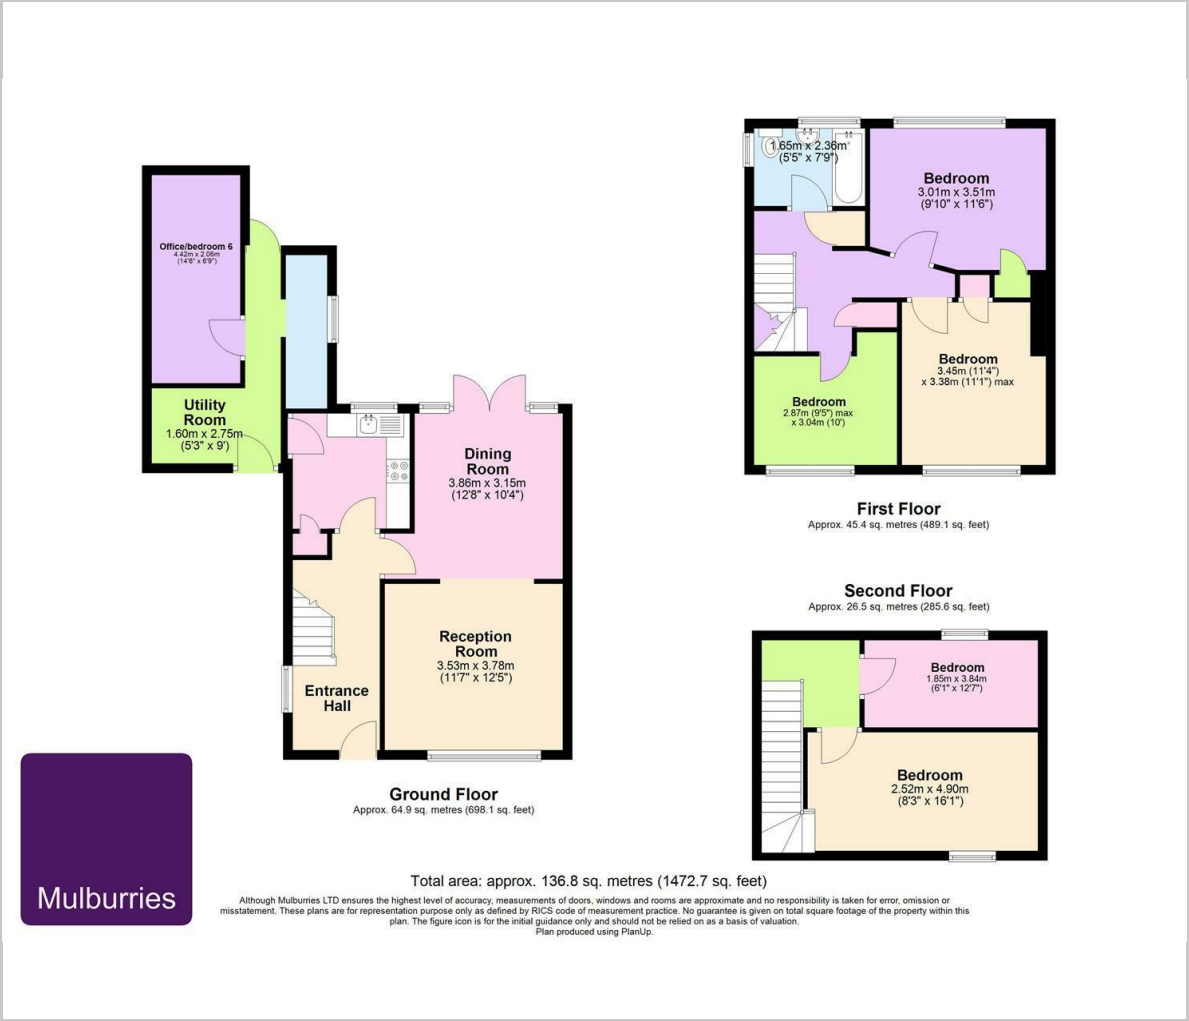 1.65m x 2.36m
(5'5" x 7'9")
Bedroom
3.01m x 3.51m
(9'10" x 11'6")
Bedroom
3.45m (11'4")
x 3.38m (11'1") max
Bedroom
2.87m (9'5") max
x 3.04m (10')
First Floor
Approx. 45.4 sq. metres (489.1 sq. feet)
Office/bedroom 6
4.42m x 2.06m
(14'6" x 6'9")
Utility
Room
1.60m x 2.75m
(5'3" x 9')
Dining
Room
3.86m x 3.15m
(12'8" x 10'4")
Reception
Room
3.53m x 3.78m
(11'7" x 12'5")
Entrance
Hall
Ground Floor
Approx. 64.9 sq. metres (698.1 sq. feet)
Second Floor
Approx. 26.5 sq. metres (285.6 sq. feet)
Bedroom
1.85m x 3.84m
(6'1" x 12'7")
Bedroom
2.52m x 4.90m
(8'3" x 16'1")
Mulburries
Total area: approx. 136.8 sq. metres (1472.7 sq. feet)
Although Mulburries LTD ensures the highest level of accuracy, measurements of doors, windows and rooms are approximate and no responsibility is taken for error, omission or
misstatement. These plans are for representation purpose only as defined by RICS code of measurement practice. No guarantee is given on total square footage of the property within this
plan. The figure icon is for the initial guidance only and should not be relied on as a basis of valuation.
Plan produced using PlanUp.